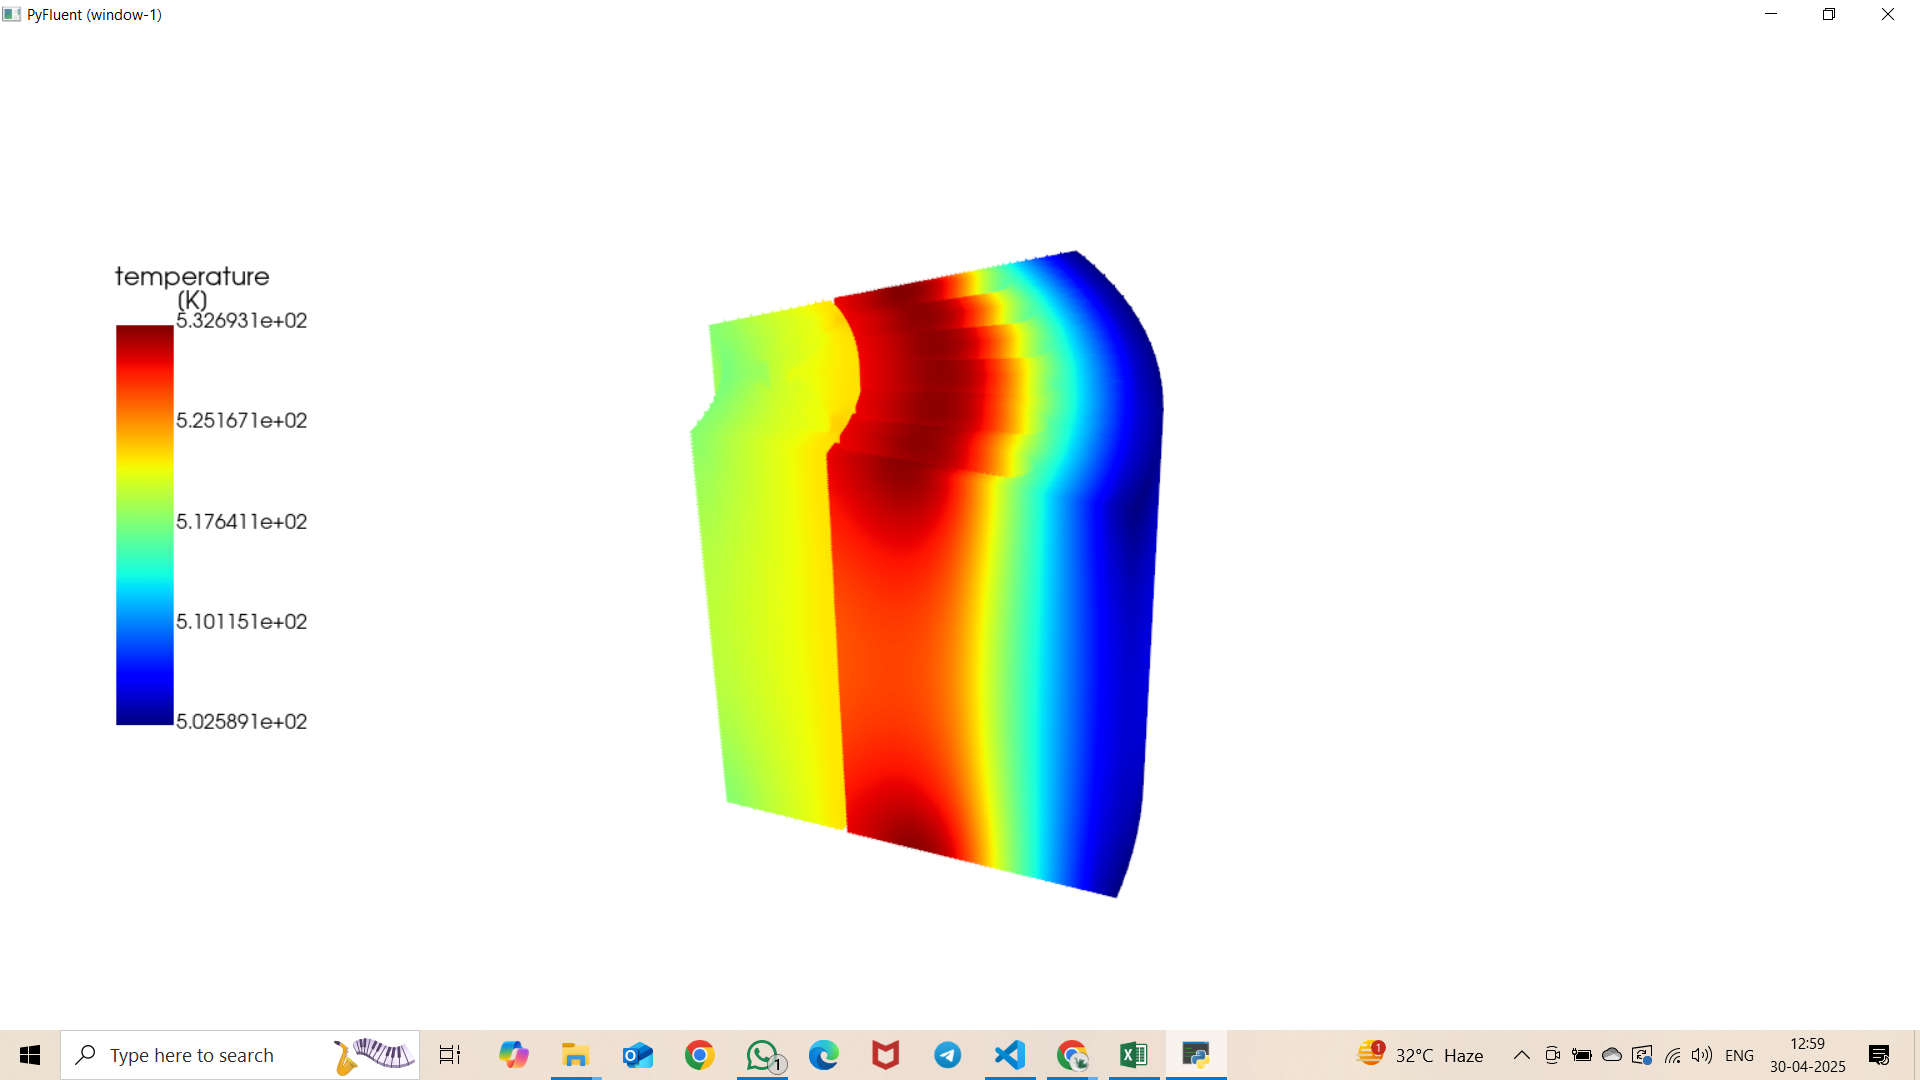 PyFluent (window-1)
temperature
(K)
5.326931e+02
5.251671e+02
5.176411e+02
5.101151e+02
5.025891e+02
Type here to search
1
1
32°C Haze
ENG
12:59
30-04-2025